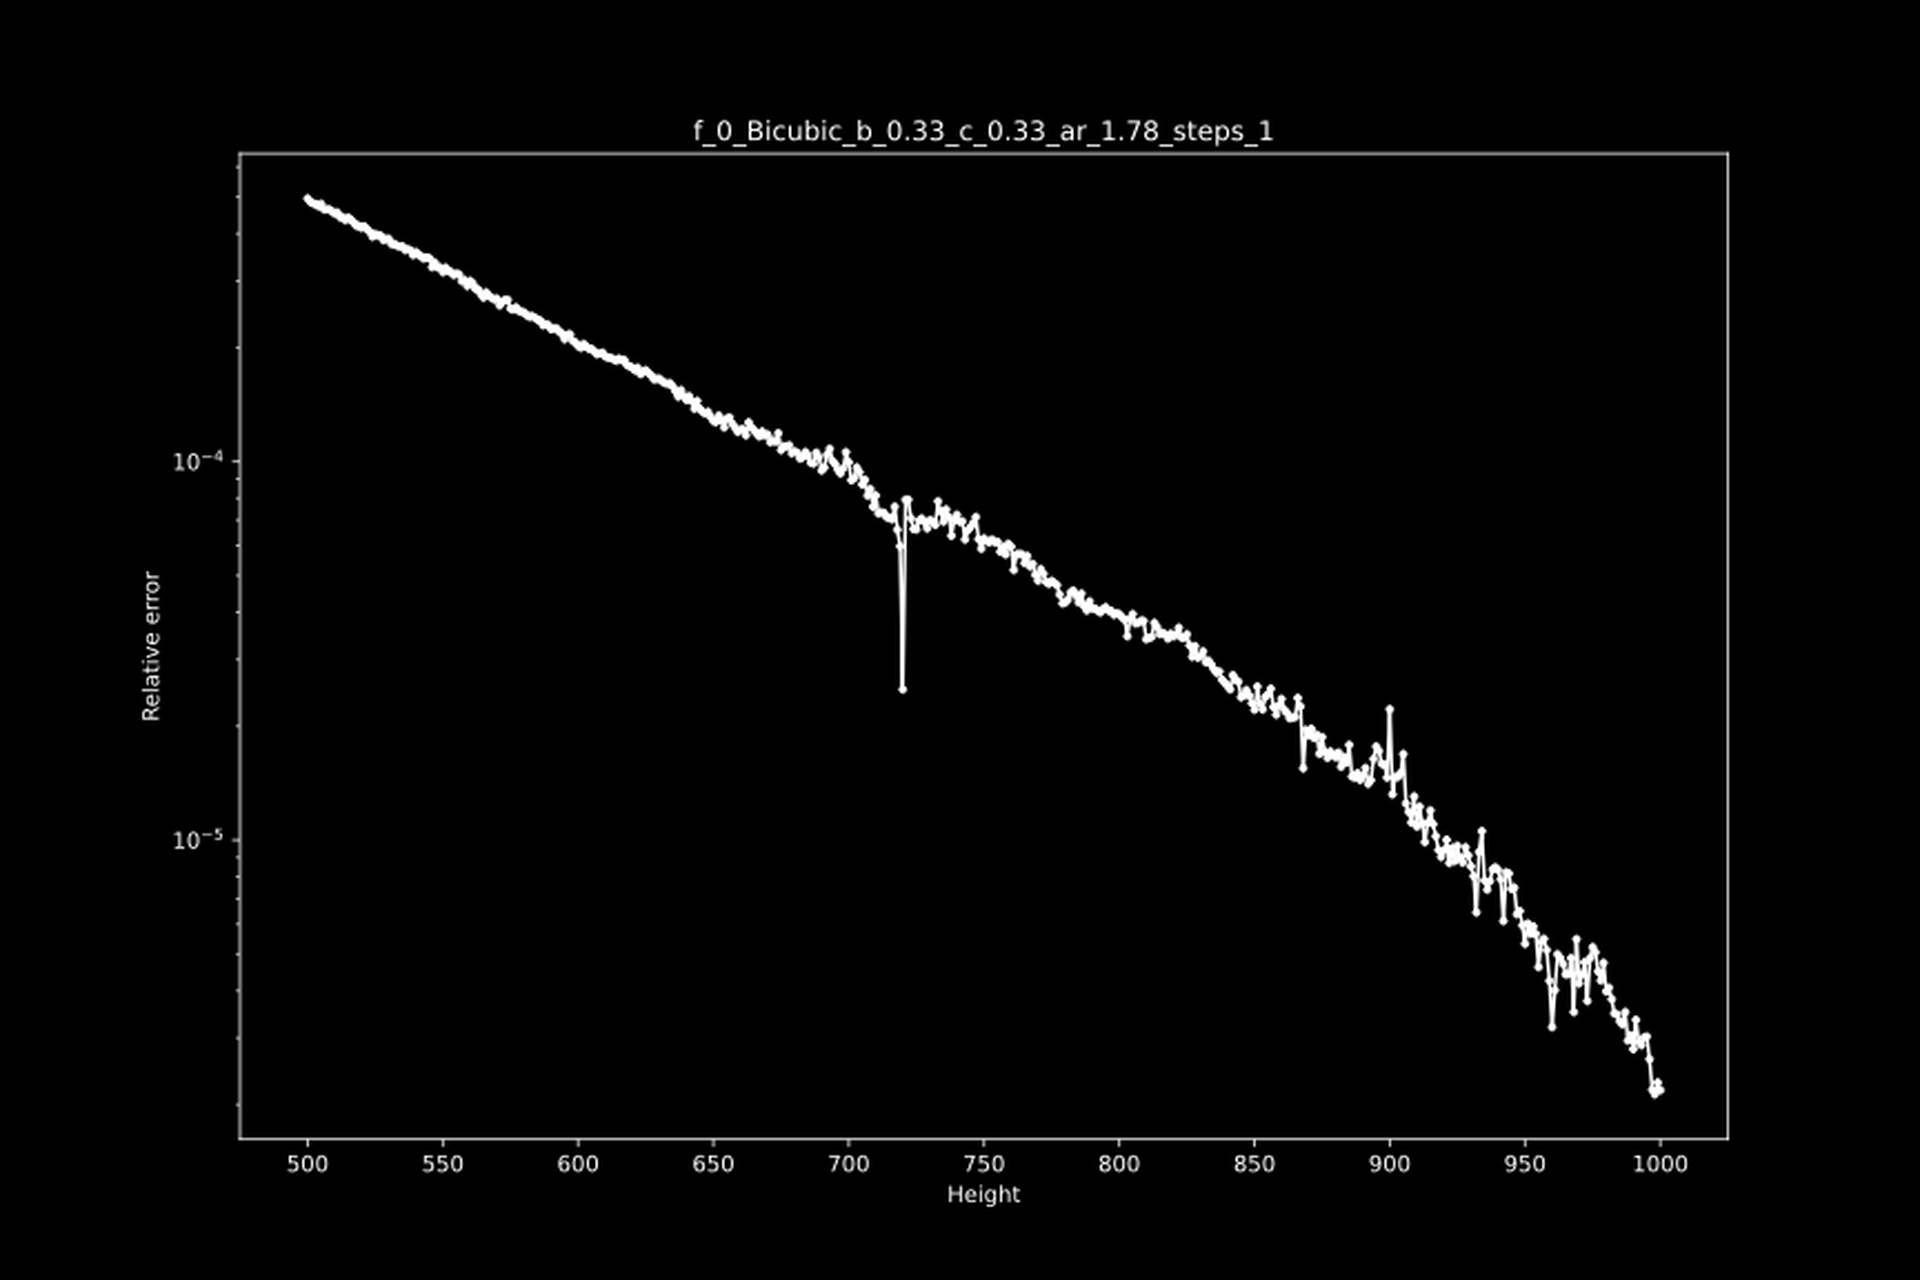 f_0_Bicubic_b_0.33_c_0.33_ar_1.78_steps_1
10⁻⁴
Relative error
10⁻⁵
500 550 600 650 700 750 800 850 900 950 1000
Height